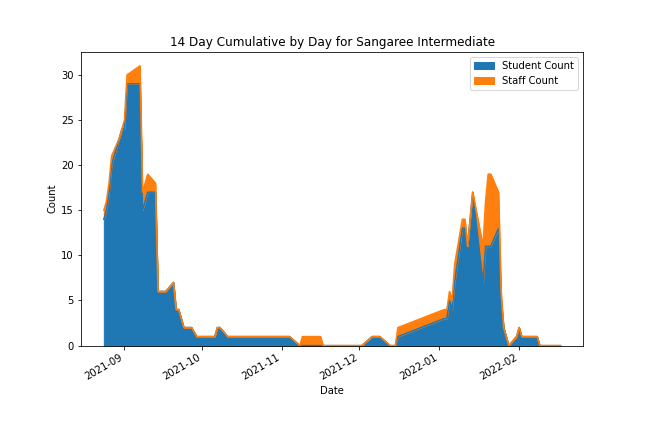 14 Day Cumulative by Day for Sangaree Intermediate
Student Count
Staff Count
30
25
20
15
10
5
0
Count
2021-09
2021-10
2021-11
2021-12
2022-01
2022-02
Date